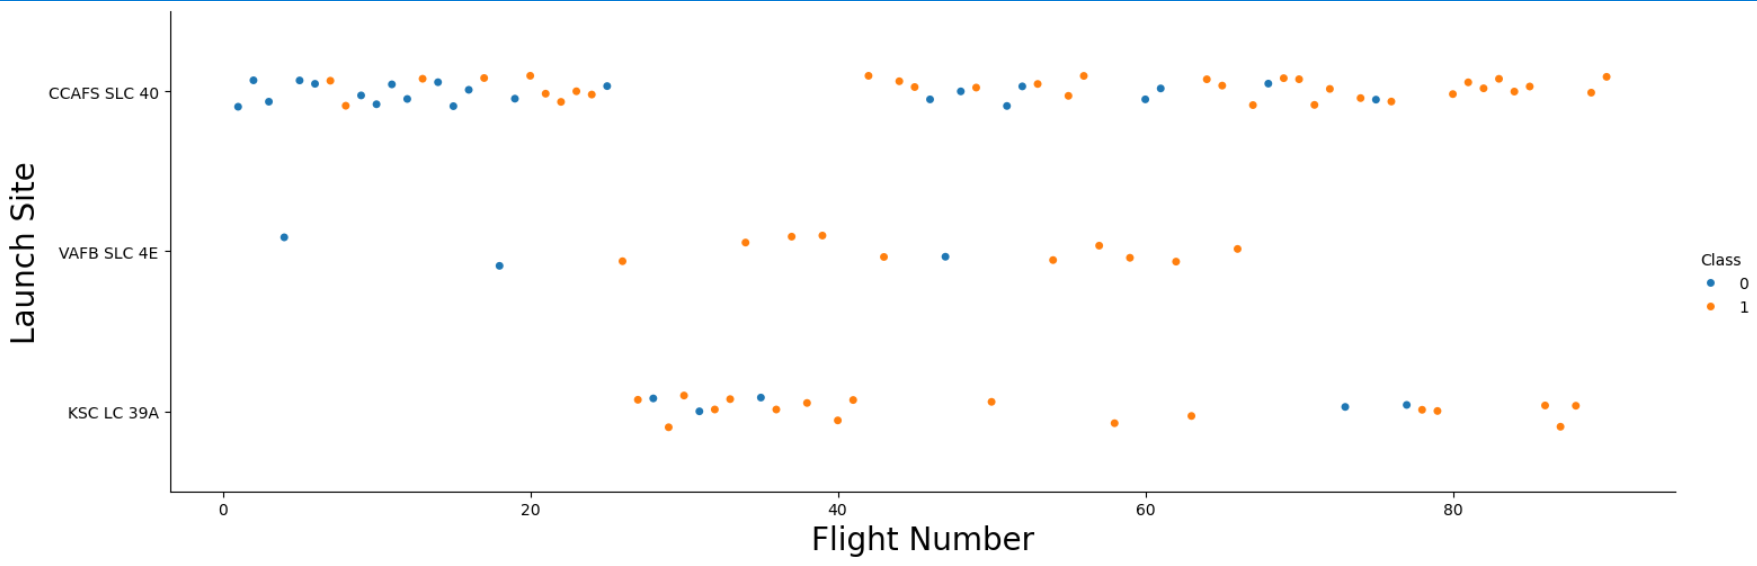 CCAFS SLC 40
VAFB SLC 4E
KSC LC 39A
Launch Site
0
20
40
60
80
Flight Number
Class
0
1